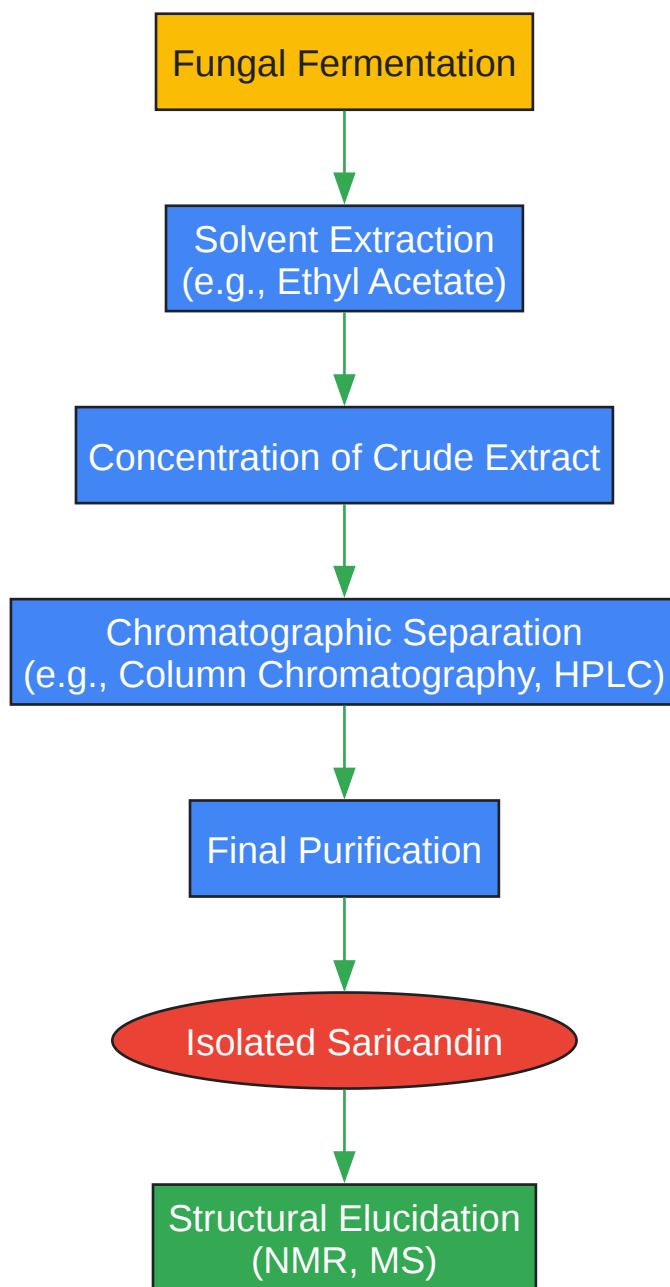 Fungal Fermentation
Solvent Extraction
(e.g., Ethyl Acetate)
Concentration of Crude Extract
Chromatographic Separation
(e.g., Column Chromatography, HPLC)
Final Purification
Isolated Saricandin
Structural Elucidation
(NMR, MS)